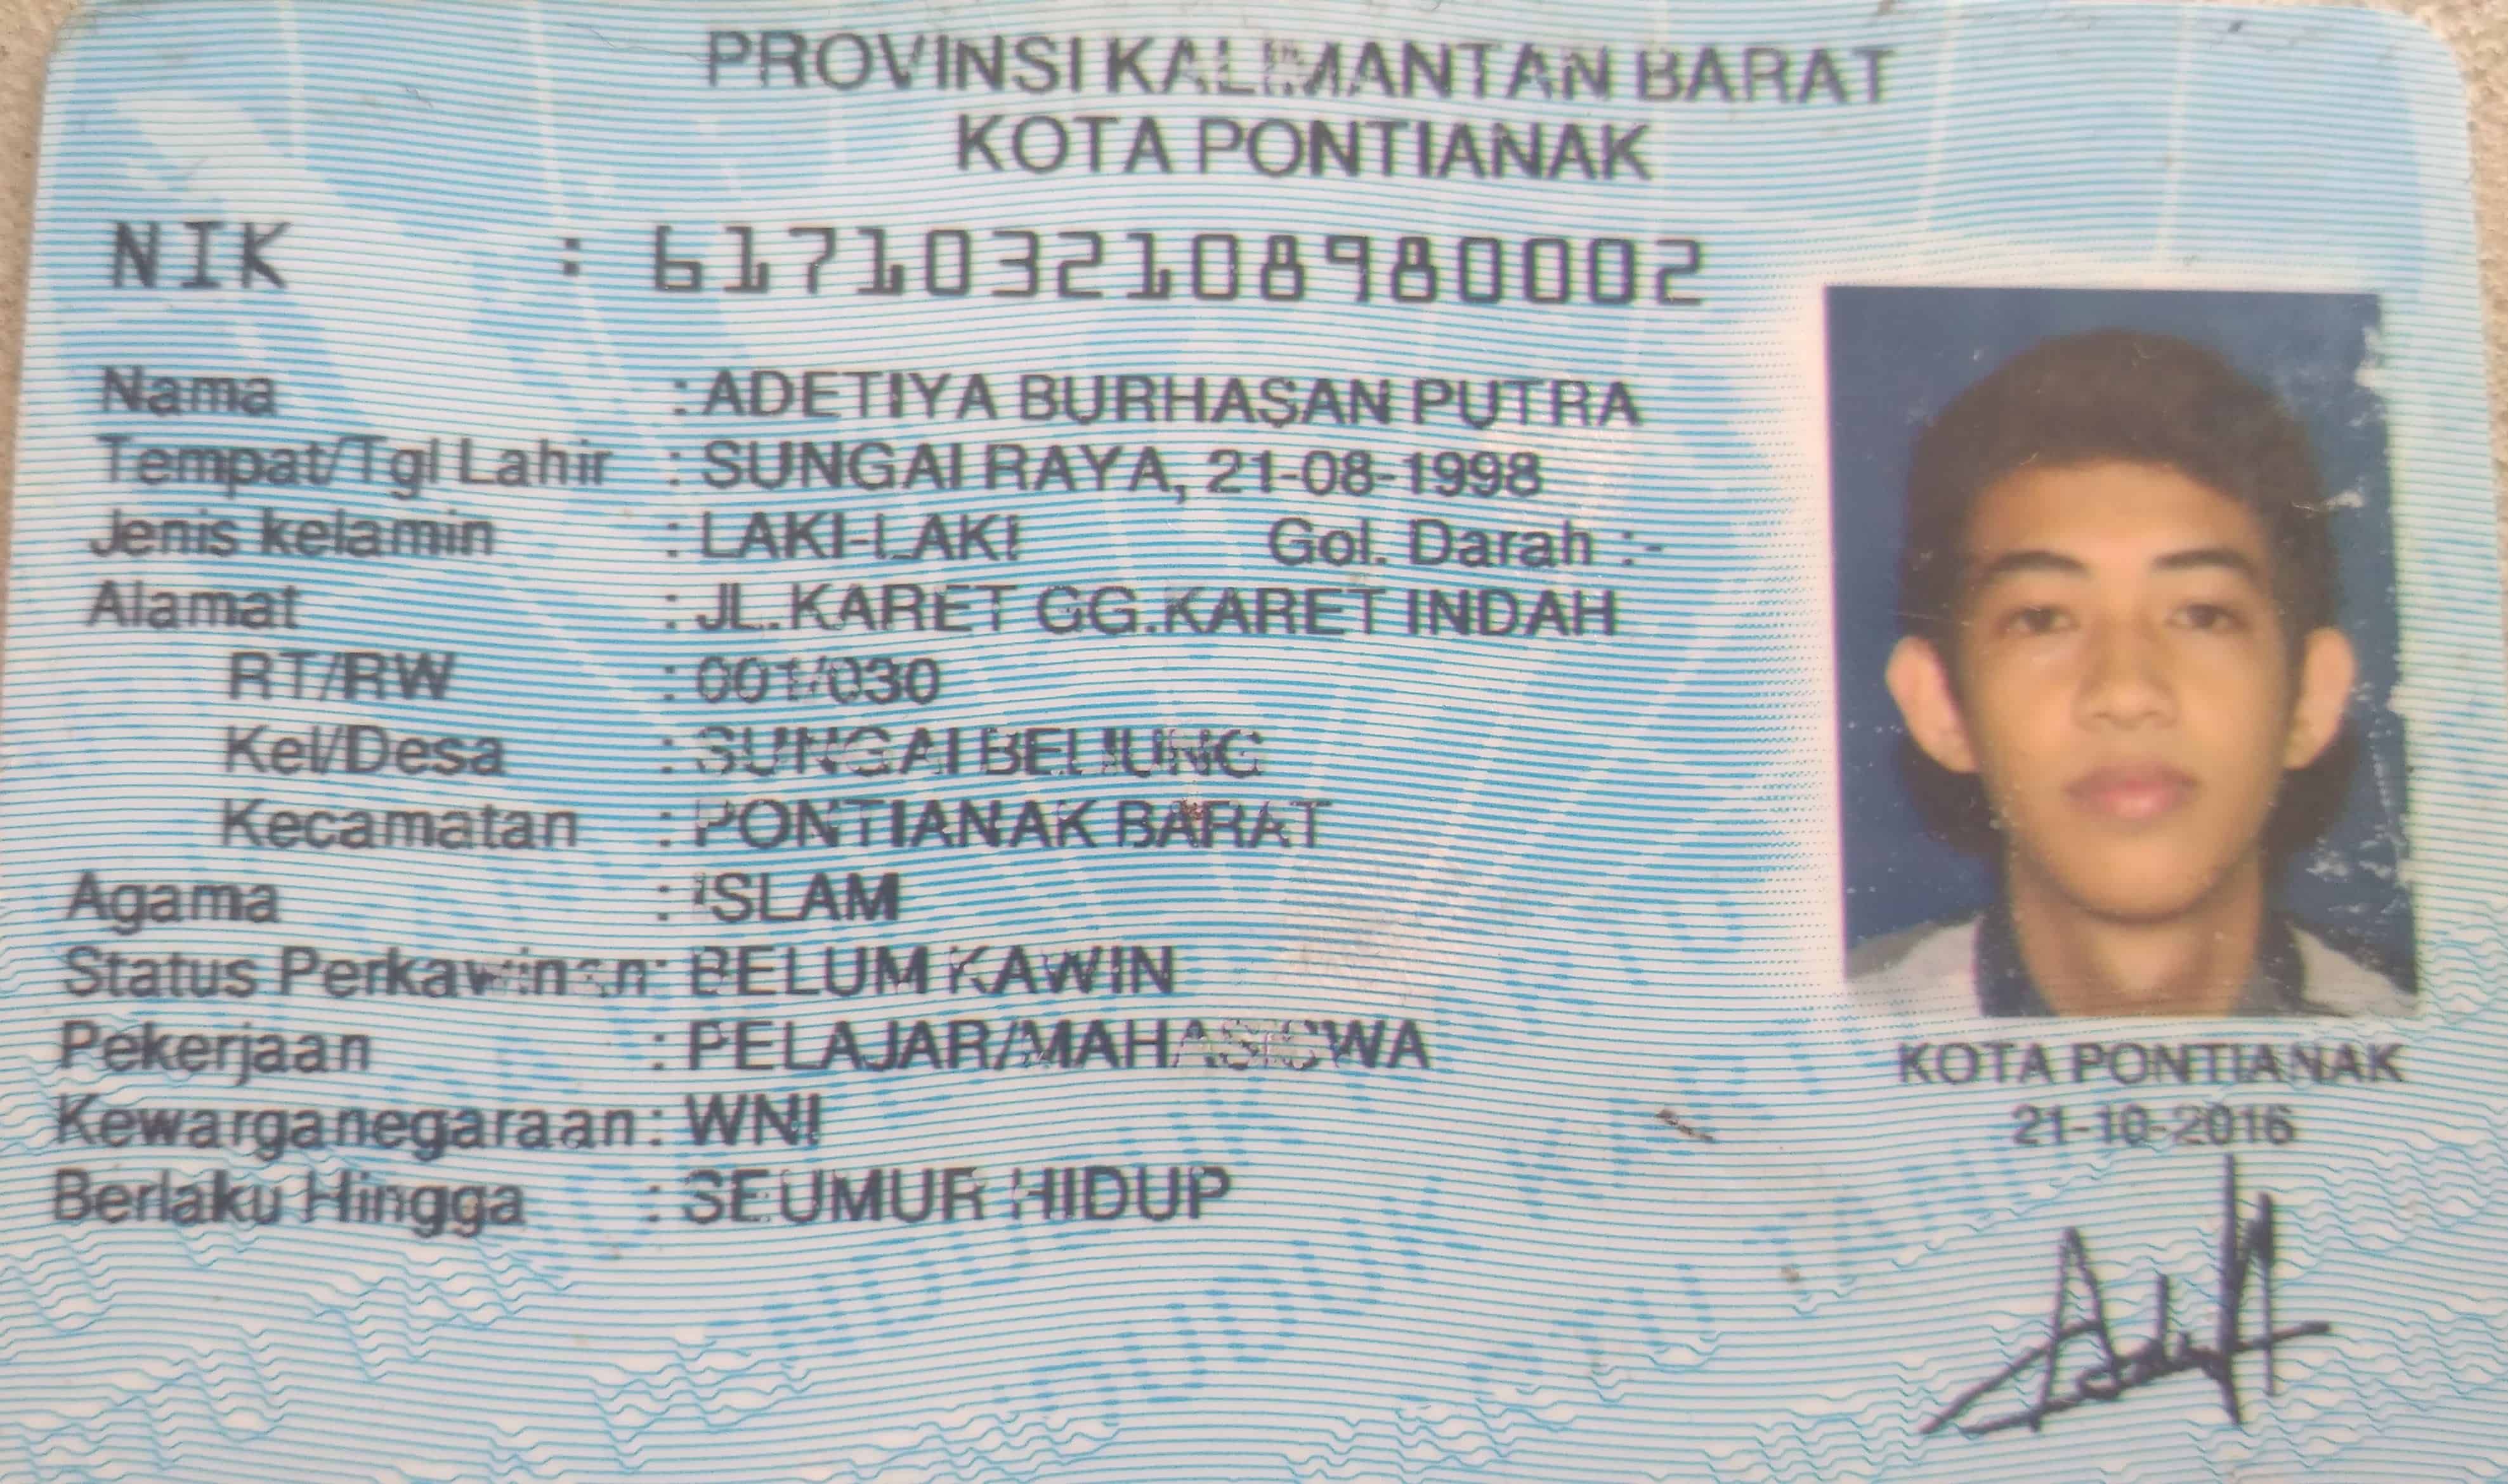 PROVINSI KALIMANTAN BARAT
KOTA PONTIANAK
NIK : 6171032108980002
Nama : ADETIYA BURHASAN PUTRA
Tempat/Tgl Lahir : SUNGAI RAYA, 21-08-1998
Jenis kelamin : LAKI-LAKI Gol. Darah :-
Alamat : JL.KARET GG.KARET INDAH
RT/RW : 001/030
Kel/Desa : SUNGAI BELIUNG
Kecamatan : PONTIANAK BARAT
Agama : ISLAM
Status Perkawinan: BELUM KAWIN
Pekerjaan : PELAJAR/MAHASISWA
Kewarganegaraan: WNI
Berlaku Hingga : SEUMUR HIDUP
KOTA PONTIANAK
21-10-2016